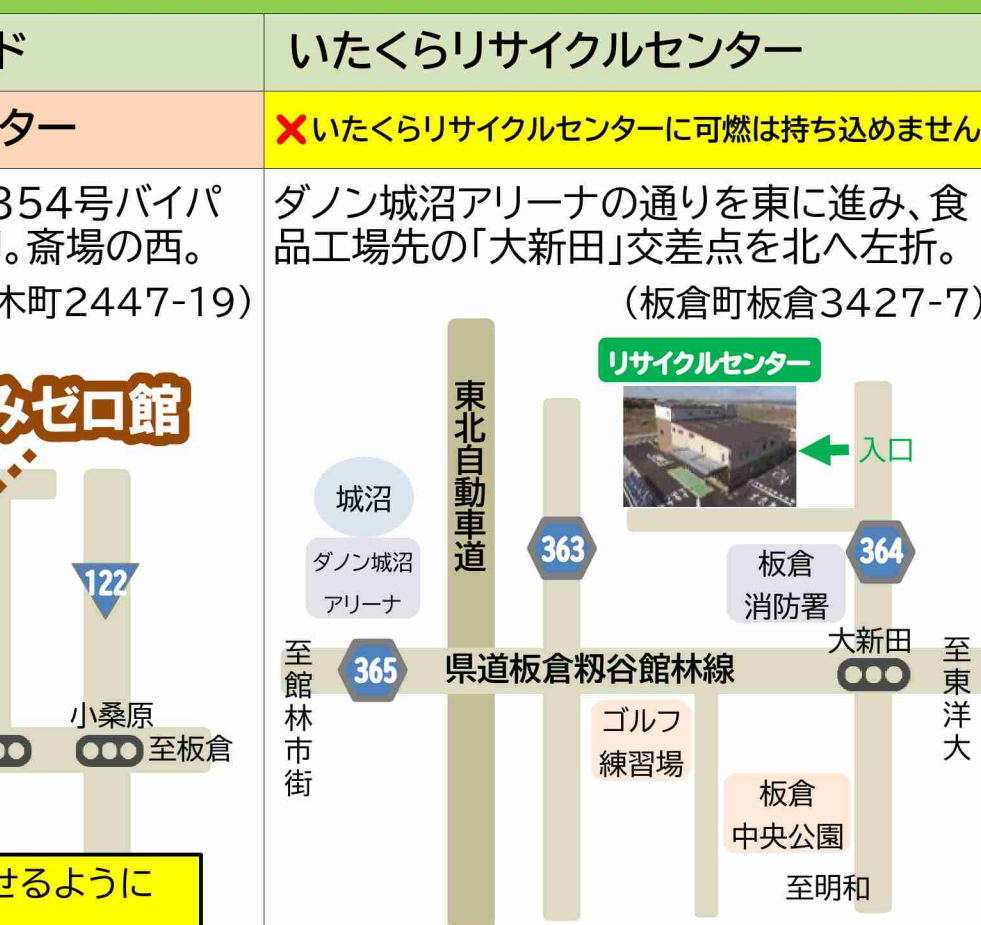 ド
ター
354号バイパ
。斎場の西。
木町2447-19）
みゼロ館
122
小桑原
至板倉
せるように
いたくらリサイクルセンター
❌いたくらリサイクルセンターに可燃は持ち込めません
ダノン城沼アリーナの通りを東に進み、食
品工場先の「大新田」交差点を北へ左折。
（板倉町板倉3427-7）
リサイクルセンター
東北自動車道
入口
城沼
ダノン城沼
アリーナ
363
364
板倉
消防署
大新田
至館林市街
365
県道板倉籾谷館林線
至東洋大
ゴルフ
練習場
板倉
中央公園
至明和